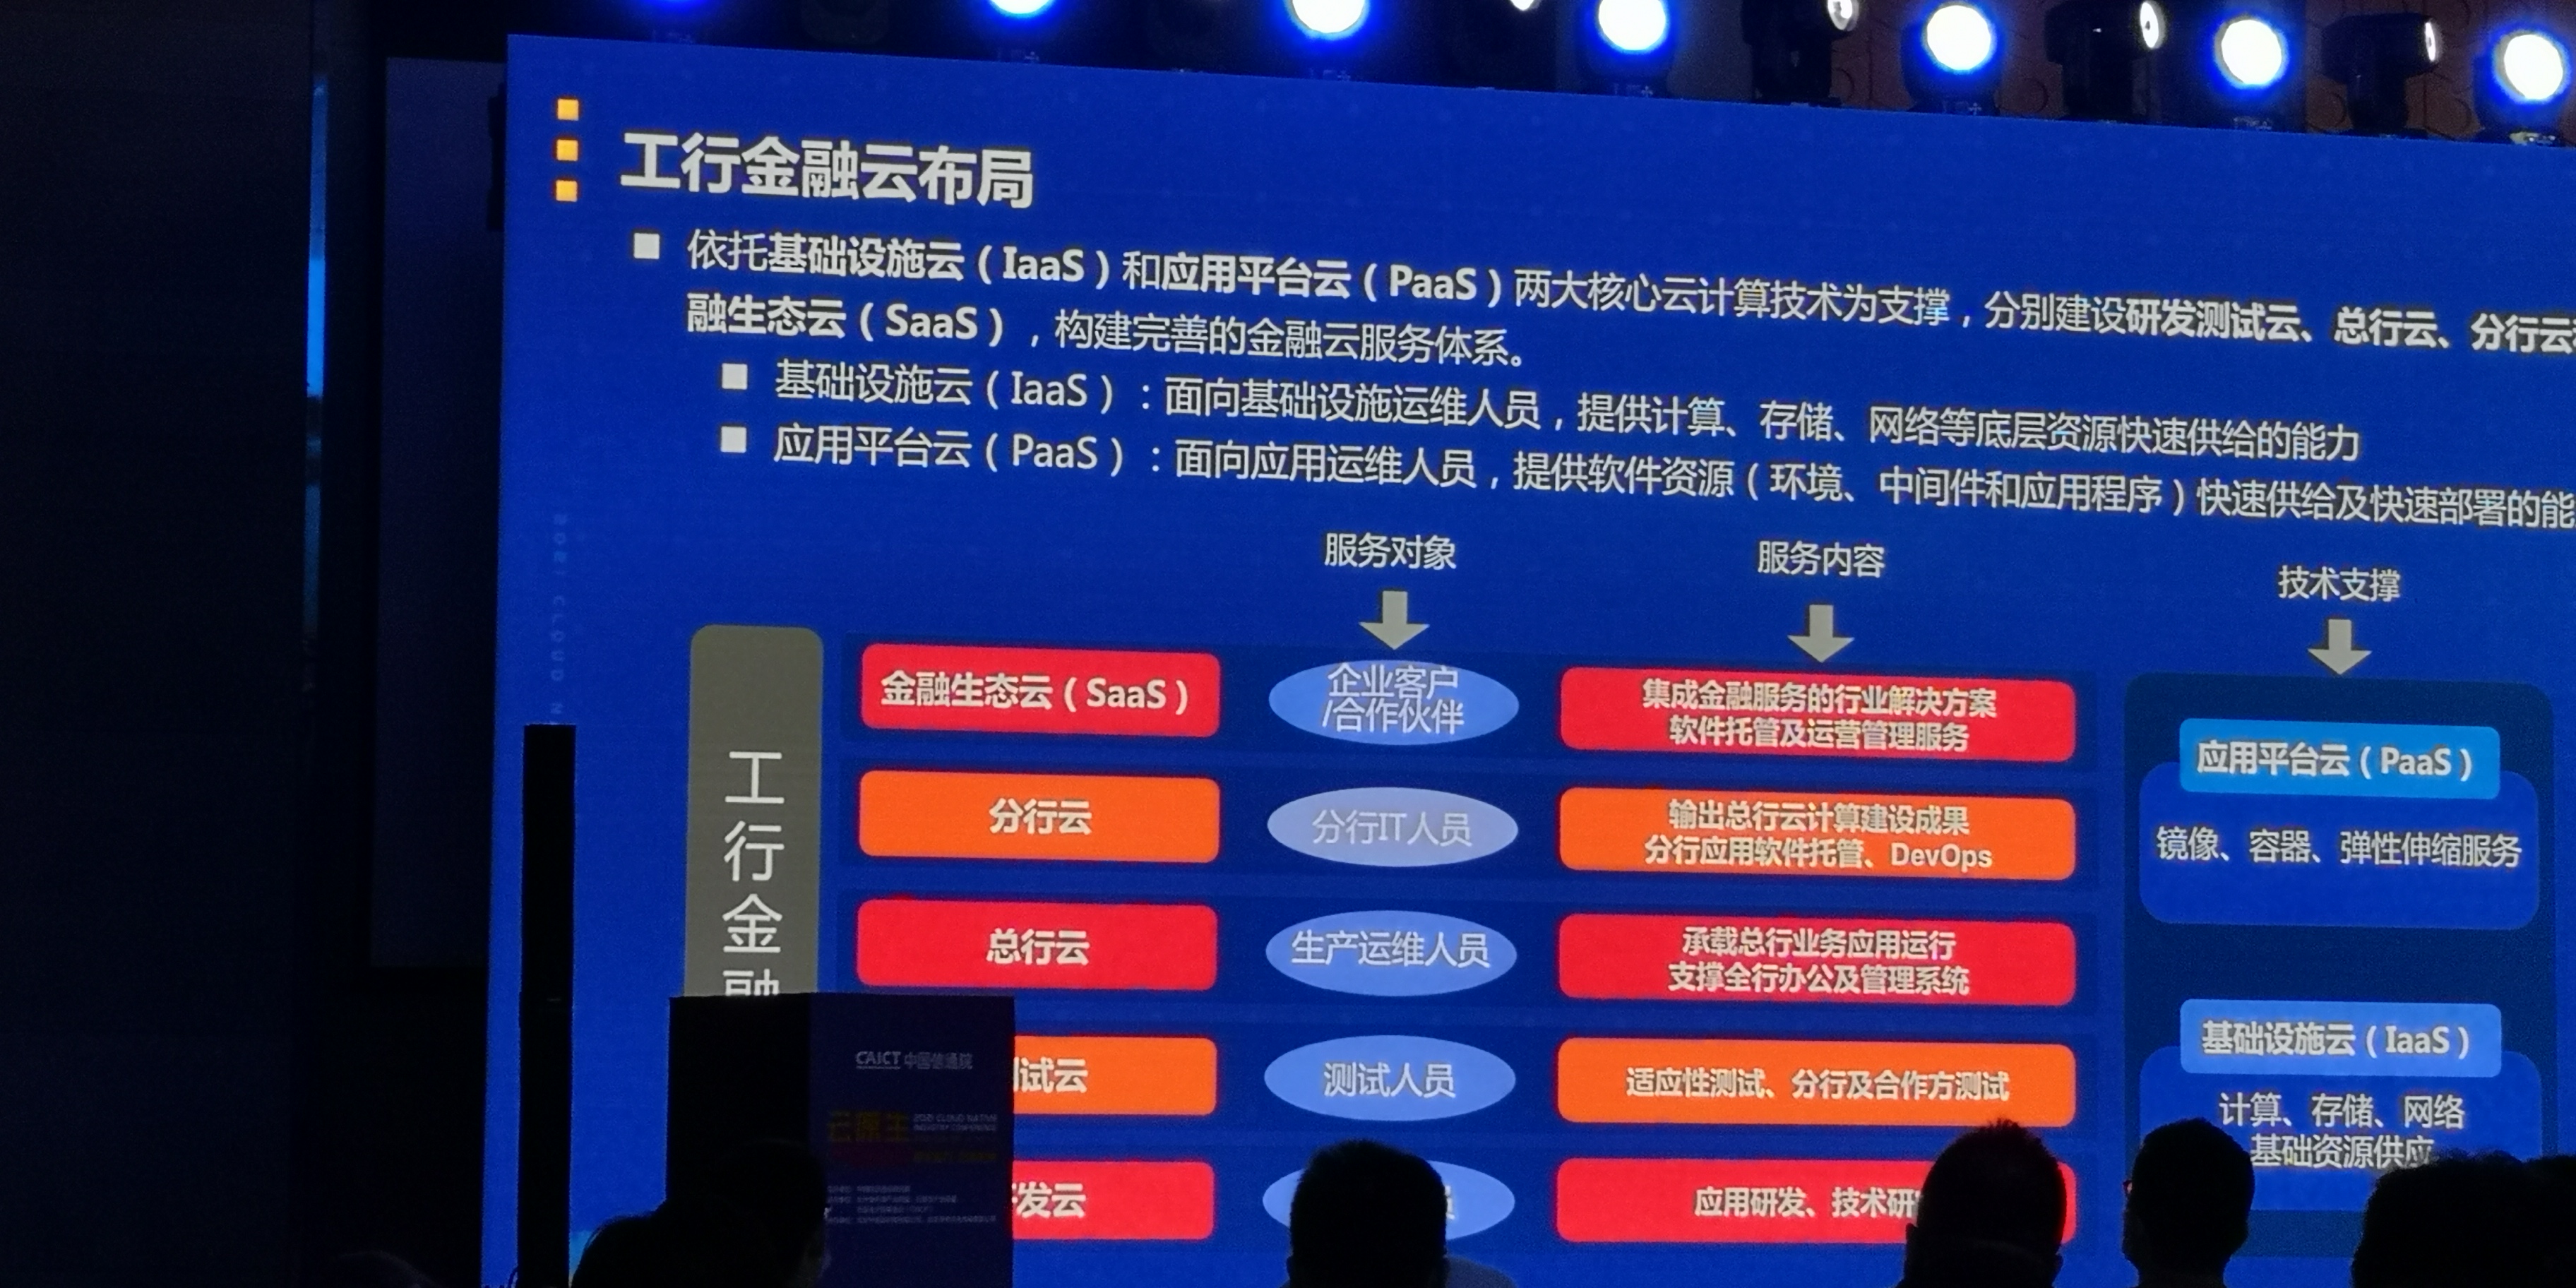 工行金融云布局
依托基础设施云（IaaS）和应用平台云（PaaS）两大核心云计算技术为支撑，分别建设研发测试云、总行云、分行云
融生态云（SaaS），构建完善的金融云服务体系。
基础设施云（IaaS）：面向基础设施运维人员，提供计算、存储、网络等底层资源快速供给的能力
应用平台云（PaaS）：面向应用运维人员，提供软件资源（环境、中间件和应用程序）快速供给及快速部署的能
服务对象
服务内容
技术支撑
工行金融
金融生态云（SaaS）
企业客户
/合作伙伴
集成金融服务的行业解决方案
软件托管及运营管理服务
分行云
分行IT人员
输出总行云计算建设成果
分行应用软件托管、DevOps
总行云
生产运维人员
承载总行业务应用运行
支撑全行办公及管理系统
试云
测试人员
适应性测试、分行及合作方测试
发云
员
应用研发、技术研
应用平台云（PaaS）
镜像、容器、弹性伸缩服务
基础设施云（IaaS）
计算、存储、网络
基础资源供应
CAICT 中国信通院
云原生
2021 CLOUD NATIVE
INDUSTRY CONFERENCE